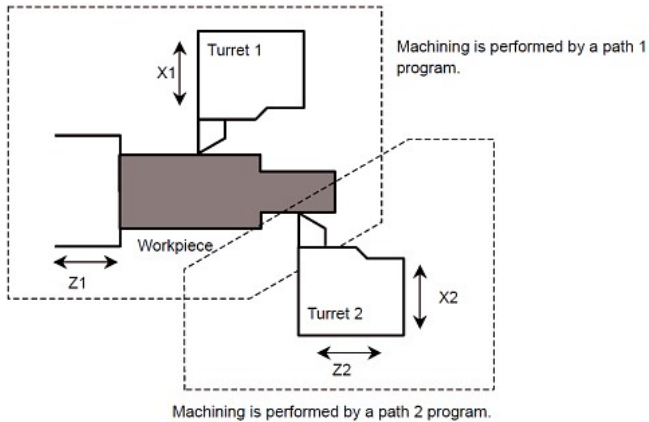 Turret 1
X1
Machining is performed by a path 1
program.
Workpiece
Z1
Turret 2
X2
Z2
Machining is performed by a path 2 program.